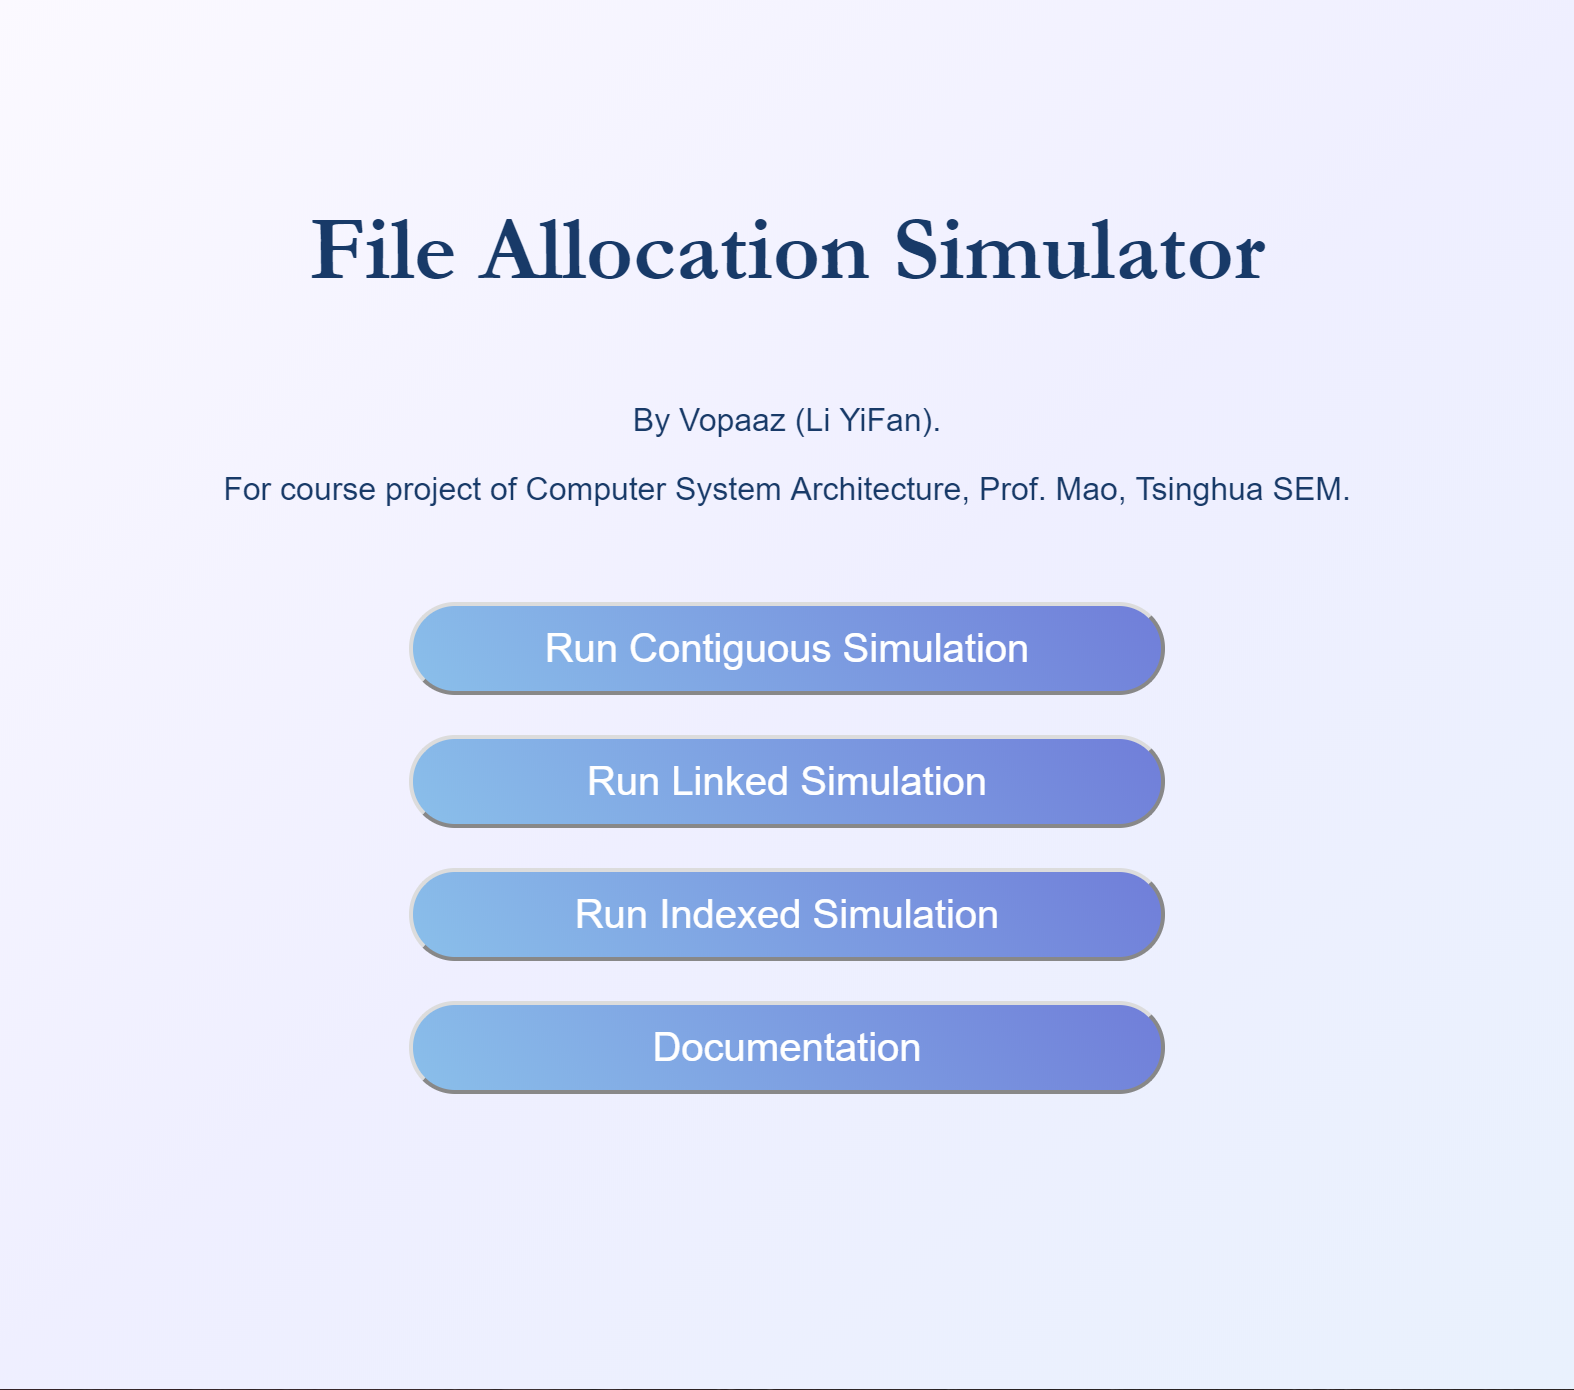 File Allocation Simulator
By Vopaaz (Li YiFan).
For course project of Computer System Architecture, Prof. Mao, Tsinghua SEM.
Run Contiguous Simulation
Run Linked Simulation
Run Indexed Simulation
Documentation